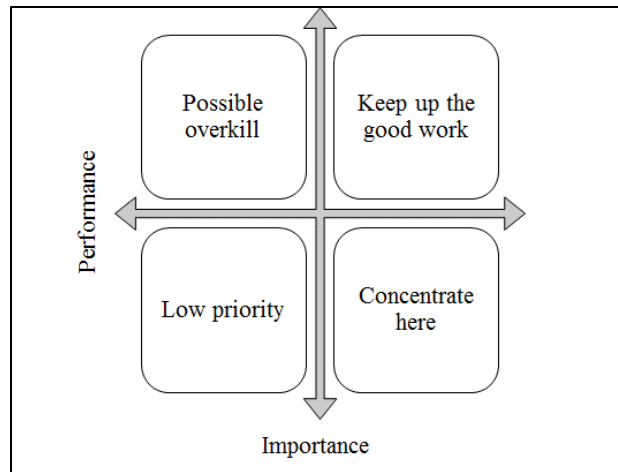 Possible
overkill
Keep up the
good work
Performance
Low priority
Concentrate
here
Importance